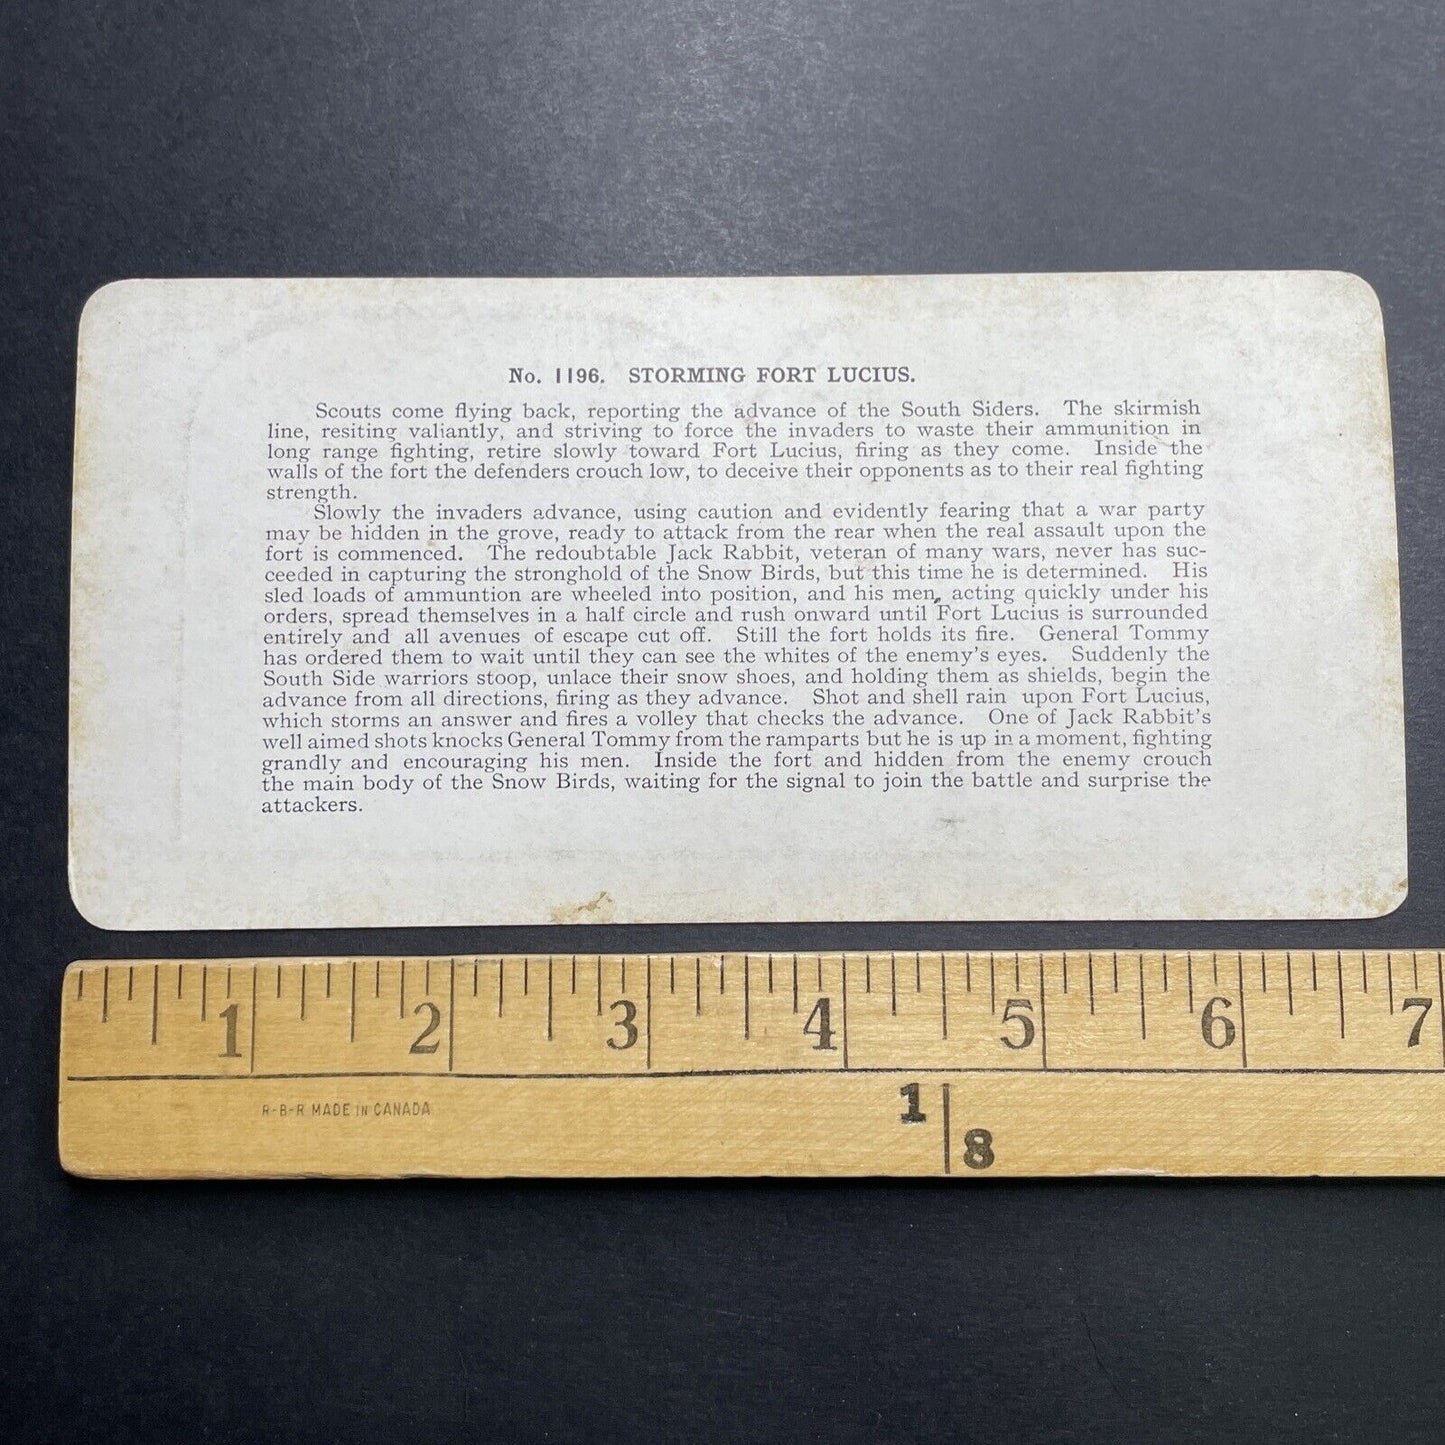 No. 1196. STORMING FORT LUCIUS.
Scouts come flying back, reporting the advance of the South Siders. The skirmish
line, resiting valiantly, and striving to force the invaders to waste their ammunition in
long range fighting, retire slowly toward Fort Lucius, firing as they come. Inside the
walls of the fort the defenders crouch low, to deceive their opponents as to their real fighting
strength.
Slowly the invaders advance, using caution and evidently fearing that a war party
may be hidden in the grove, ready to attack from the rear when the real assault upon the
fort is commenced. The redoubtable Jack Rabbit, veteran of many wars, never has suc-
ceeded in capturing the stronghold of the Snow Birds, but this time he is determined. His
sled loads of ammuntion are wheeled into position, and his men, acting quickly under his
orders, spread themselves in a half circle and rush onward until Fort Lucius is surrounded
entirely and all avenues of escape cut off. Still the fort holds its fire. General Tommy
has ordered them to wait until they can see the whites of the enemy's eyes. Suddenly the
South Side warriors stoop, unlace their snow shoes, and holding them as shields, begin the
advance from all directions, firing as they advance. Shot and shell rain upon Fort Lucius,
which storms an answer and fires a volley that checks the advance. One of Jack Rabbit's
well aimed shots knocks General Tommy from the ramparts but he is up in a moment, fighting
grandly and encouraging his men. Inside the fort and hidden from the enemy crouch
the main body of the Snow Birds, waiting for the signal to join the battle and surprise the
attackers.
1 2 3 4 5 6 7
R-B-R MADE IN CANADA
1 8